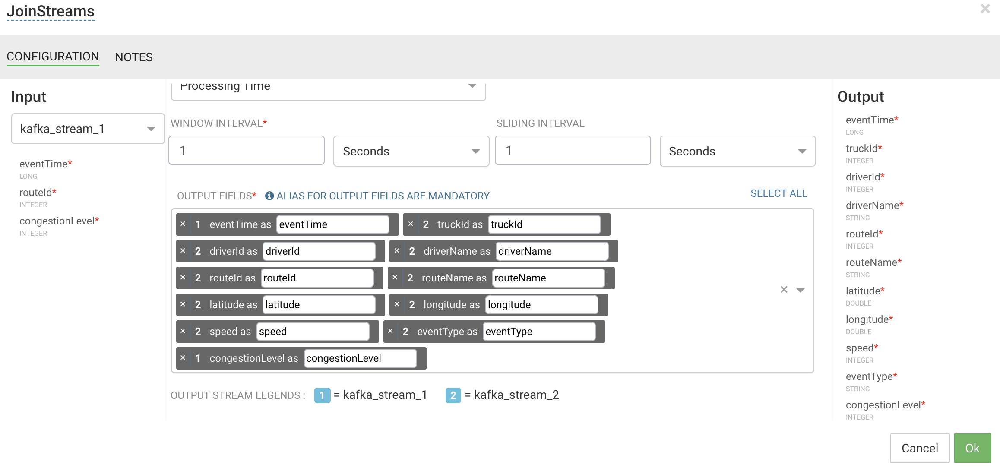 JoinStreams
×
CONFIGURATION NOTES
Input
kafka_stream_1
eventTime*
LONG
routeId*
INTEGER
congestionLevel*
INTEGER
Processing Time
WINDOW INTERVAL* SLIDING INTERVAL
1 Seconds 1 Seconds
OUTPUT FIELDS* ALIAS FOR OUTPUT FIELDS ARE MANDATORY SELECT ALL
× 1 eventTime as eventTime × 2 truckId as truckId
× 2 driverId as driverId × 2 driverName as driverName
× 2 routeId as routeId × 2 routeName as routeName
× 2 latitude as latitude × 2 longitude as longitude
× 2 speed as speed × 2 eventType as eventType
× 1 congestionLevel as congestionLevel
×
OUTPUT STREAM LEGENDS : 1 = kafka_stream_1 2 = kafka_stream_2
Output
eventTime*
LONG
truckId*
INTEGER
driverId*
INTEGER
driverName*
STRING
routeId*
INTEGER
routeName*
STRING
latitude*
DOUBLE
longitude*
DOUBLE
speed*
INTEGER
eventType*
STRING
congestionLevel*
INTEGER
Cancel Ok